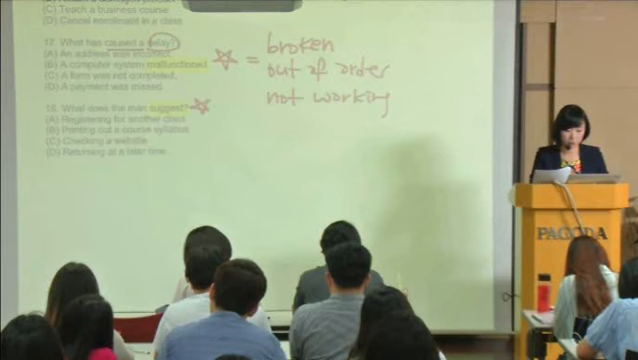 (C) Teach a business course
(D) Cancel enrollment in a class
17. What has caused a delay?
(A) An address was incorrect.
(B) A computer system malfunctioned.
(C) A form was not completed.
(D) A payment was missed.
= broken
out of order
not working
18. What does the man suggest?
(A) Registering for another class
(B) Printing out a course syllabus
(C) Checking a website
(D) Returning at a later time
PAGODA